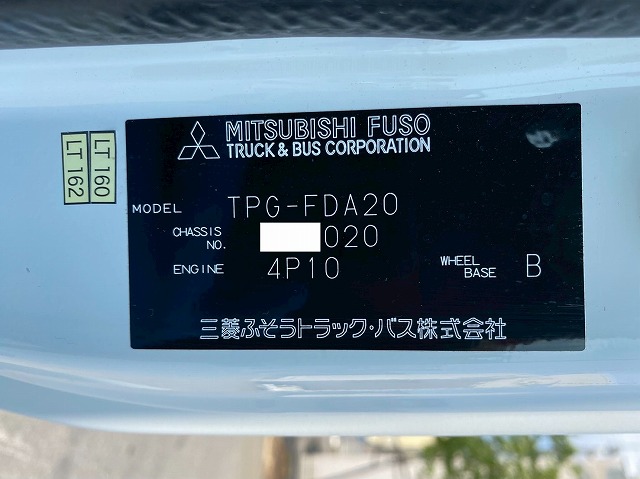 MITSUBISHI FUSO
TRUCK & BUS CORPORATION
LT 160
LT 162
MODEL TPG-FDA20
CHASSIS NO. 020
ENGINE 4P10 WHEEL BASE B
三菱ふそうトラック・バス株式会社